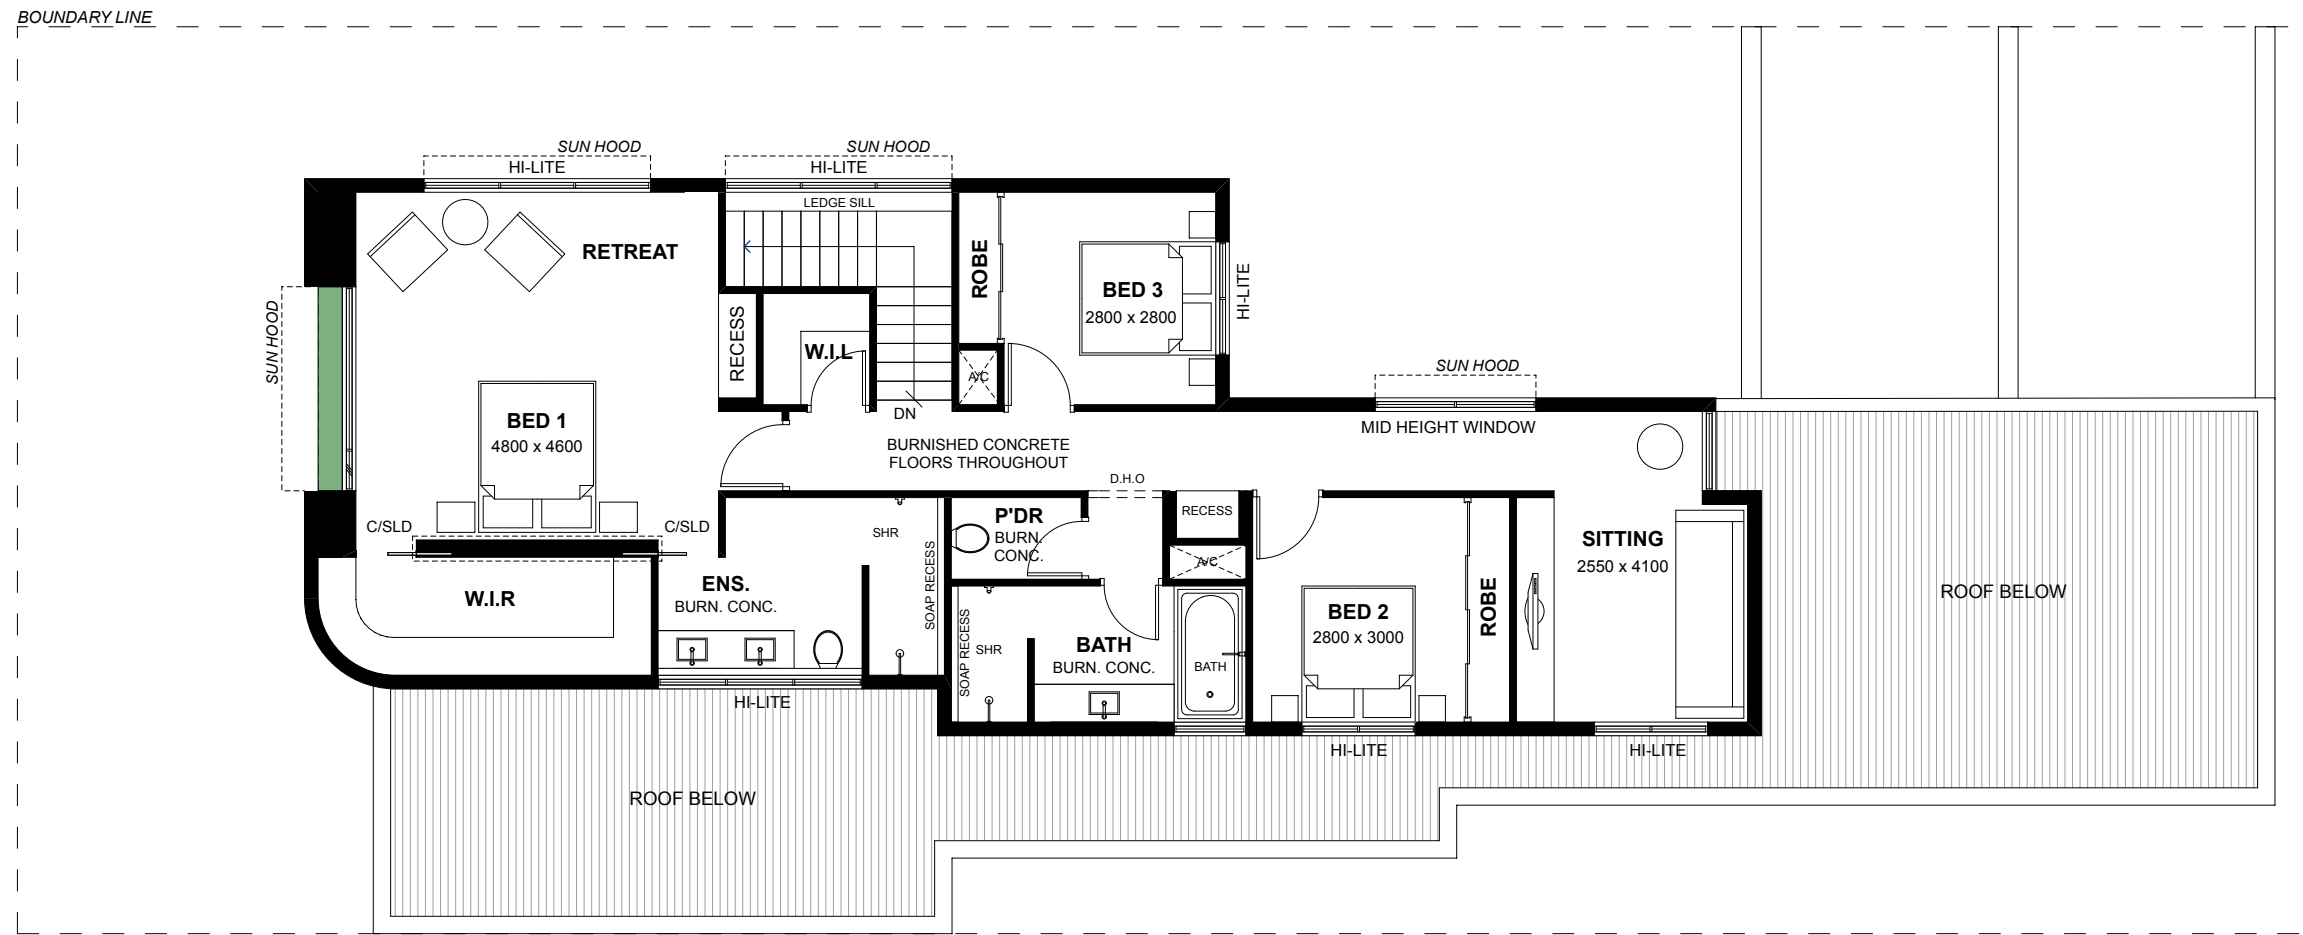 BOUNDARY LINE
SUN HOOD
HI-LITE
SUN HOOD
HI-LITE
LEDGE SILL
RETREAT
ROBE
BED 3
2800 x 2800
HI-LITE
SUN HOOD
RECESS
W.I.L
A/C
SUN HOOD
MID HEIGHT WINDOW
BED 1
4800 x 4600
DN
BURNISHED CONCRETE
FLOORS THROUGHOUT
D.H.O
C/SLD
C/SLD
SHR
SOAP RECESS
P'DR
BURN.
CONC.
RECESS
A/C
SITTING
2550 x 4100
W.I.R
ENS.
BURN. CONC.
SOAP RECESS
SHR
BATH
BURN. CONC.
BATH
BED 2
2800 x 3000
ROBE
ROOF BELOW
HI-LITE
HI-LITE
HI-LITE
ROOF BELOW